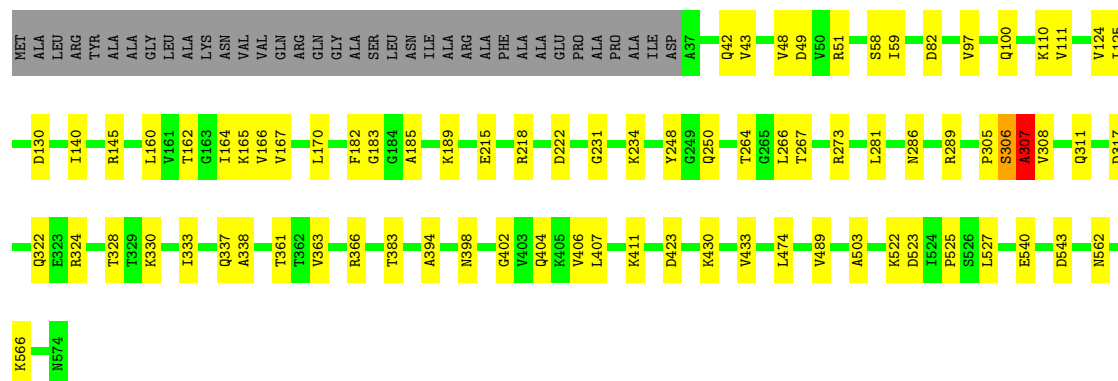 MET ALA LEU ARG TYR ALA ALA GLY LEU ALA LYS ASN VAL VAL GLN ARG GLN GLY ALA SER LEU ASN ILE ALA ARG ALA PHE ALA ALA GLU PRO ALA PRO ALA ILE ASP A37 Q42 V43 V48 D49 V50 R51 S58 I59 D82 V97 Q100 K110 V111 V124 I125
D130 I140 R145 L160 V161 T162 G163 I164 K165 V166 V167 L170 F182 G183 G184 A185 K189 E215 R218 D222 G231 K234 Y248 G249 Q250 T264 G265 L266 T267 R273 L281 N286 R289 P305 S306 A307 V308 Q311 D317
Q322 E323 R324 T328 T329 K330 I333 Q337 A338 T361 T362 V363 R366 T383 A394 N398 G402 V403 Q404 K405 V406 L407 K411 D423 K430 V433 L474 V489 A503 K522 D523 I524 P525 S526 L527 E540 D543 N562
K566 N574